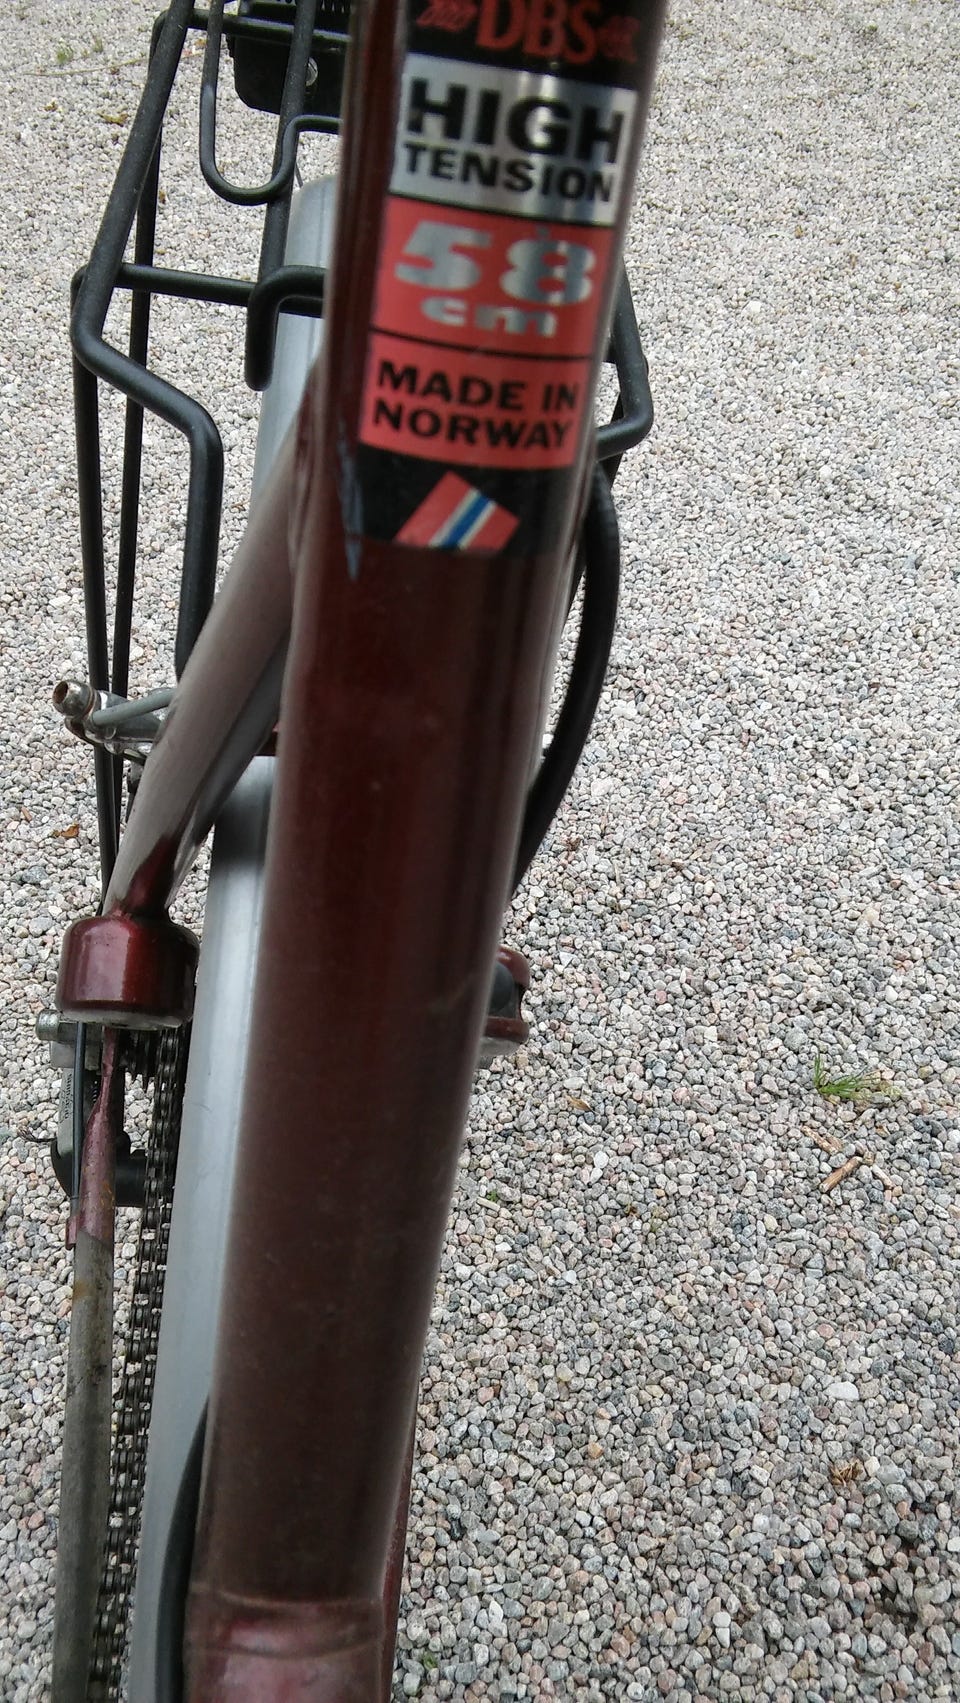 DBS
HIGH
TENSION
58
cm
MADE IN
NORWAY